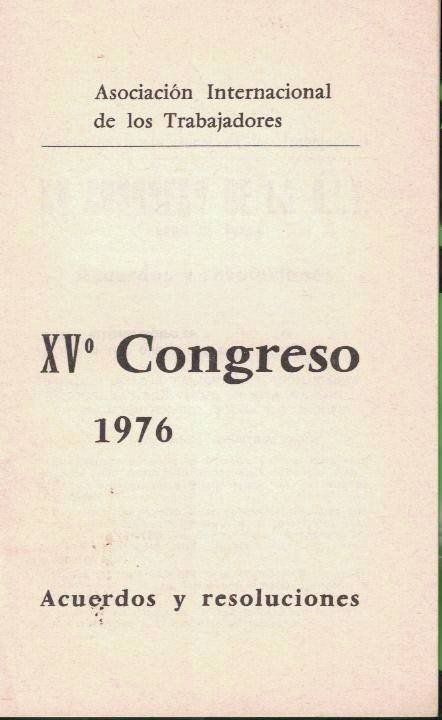 Asociación Internacional
de los Trabajadores
XVº Congreso
1976
Acuerdos y resoluciones